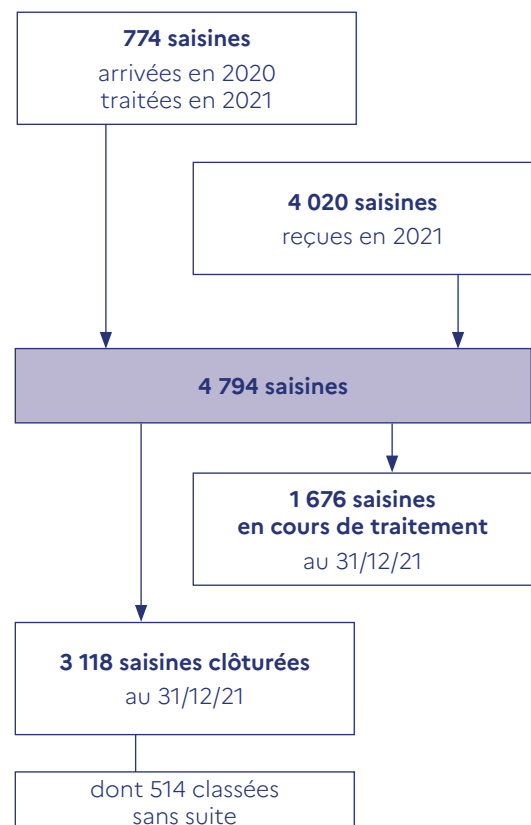 774 saisines
arrivées en 2020
traitées en 2021
4 020 saisines
reçues en 2021
4 794 saisines
1 676 saisines
en cours de traitement
au 31/12/21
3 118 saisines clôturées
au 31/12/21
dont 514 classées
sans suite